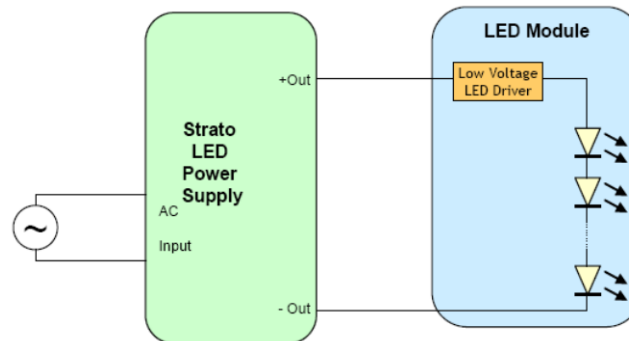 LED Module
+Out
Low Voltage
LED Driver
Strato
LED
Power
Supply
AC
Input
- Out
~